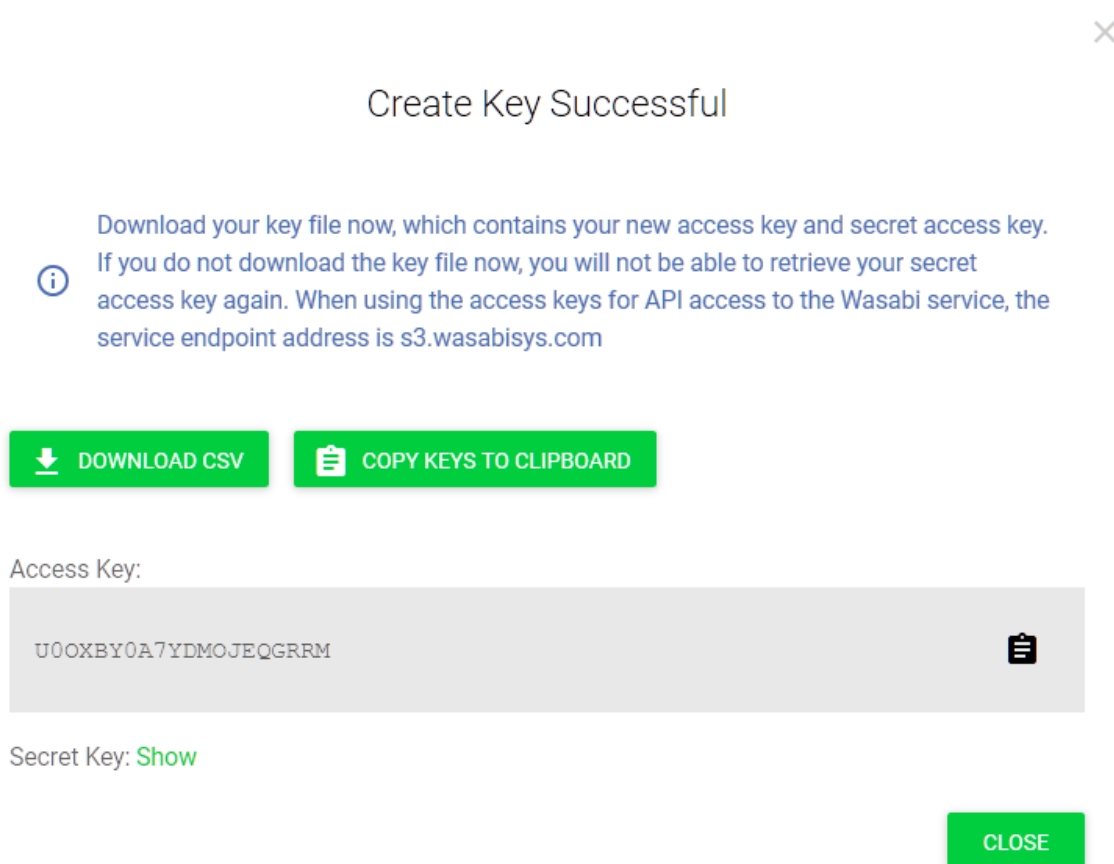 Create Key Successful
Download your key file now, which contains your new access key and secret access key.
If you do not download the key file now, you will not be able to retrieve your secret
access key again. When using the access keys for API access to the Wasabi service, the
service endpoint address is s3.wasabisys.com
DOWNLOAD CSV
COPY KEYS TO CLIPBOARD
Access Key:
U0OXBY0A7YDMOJEQGRRM
Secret Key: Show
CLOSE